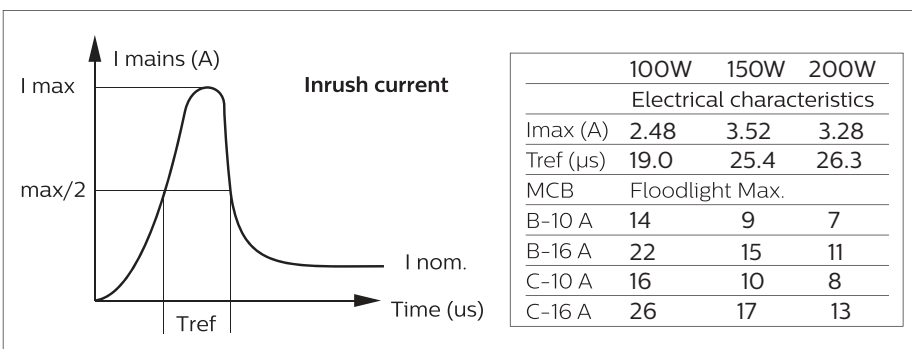 I mains (A)
I max
Inrush current
max/2
I nom.
Time (us)
Tref
100W 150W 200W
Electrical characteristics
Imax (A) 2.48 3.52 3.28
Tref (µs) 19.0 25.4 26.3
MCB Floodlight Max.
B-10 A 14 9 7
B-16 A 22 15 11
C-10 A 16 10 8
C-16 A 26 17 13